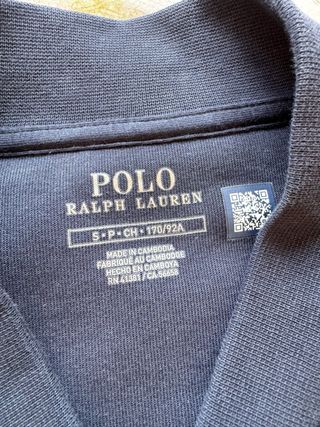 POLO
RALPH LAUREN
S • P • CH • 170/92A
MADE IN CAMBODIA
FABRIQUÉ AU CAMBODGE
HECHO EN CAMBOYA
RN 41381 / CA 56658